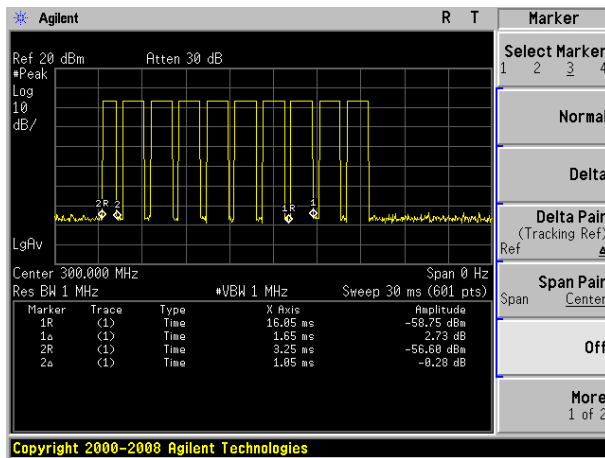 Agilent R T Marker
Ref 20 dBm Atten 30 dB
#Peak
Log
10
dB/
2R 2 1R 1
LgAv
Center 300.000 MHz Span 0 Hz
Res BW 1 MHz #VBW 1 MHz Sweep 30 ms (601 pts)
Marker Trace Type X Axis Amplitude
1R (1) Time 16.05 ms -58.75 dBm
1Δ (1) Time 1.65 ms 2.73 dB
2R (1) Time 3.25 ms -56.60 dBm
2Δ (1) Time 1.05 ms -0.28 dB
Select Marker
1 2 3 4
Normal
Delta
Delta Pair
(Tracking Ref)
Ref Δ
Span Pair
Span Center
Off
More
1 of 2
Copyright 2000-2008 Agilent Technologies